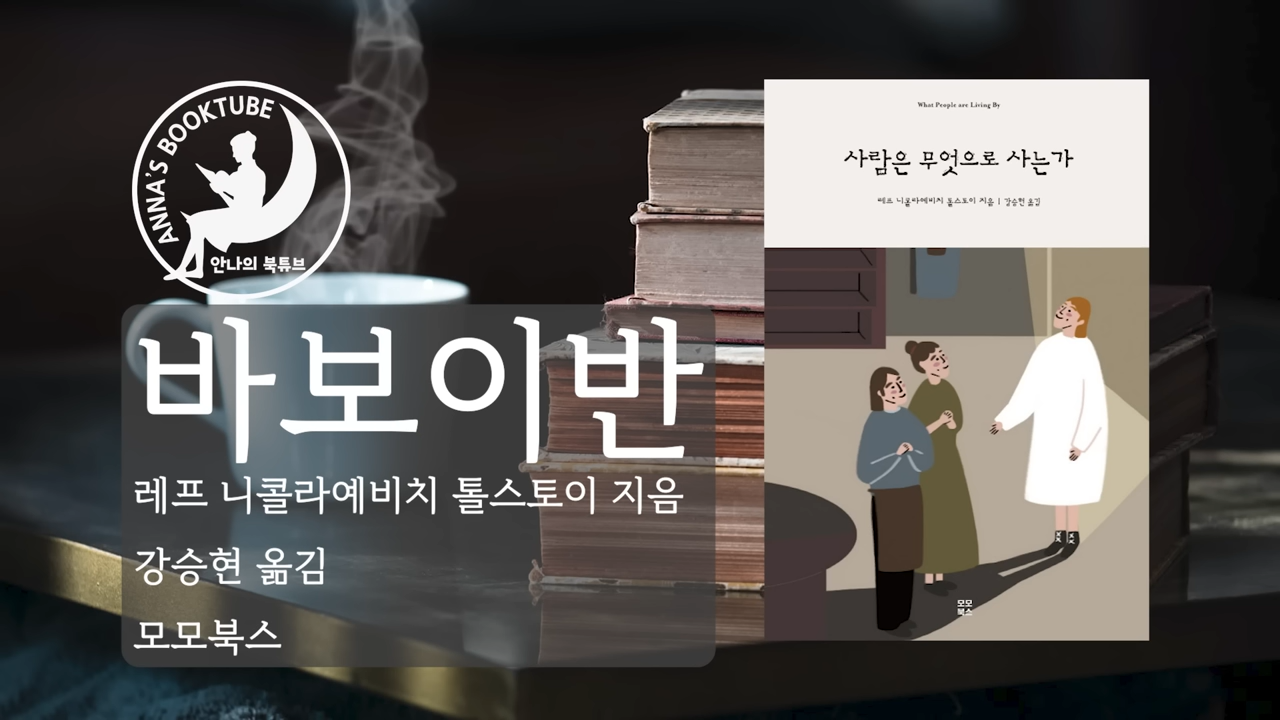 ANNA'S BOOKTUBE
안나의 북튜브
바보이반
레프 니콜라예비치 톨스토이 지음
강승현 옮김
모모북스
What People are Living By
사람은 무엇으로 사는가
레프 니콜라예비치 톨스토이 지음 | 강승현 옮김
모모
북스